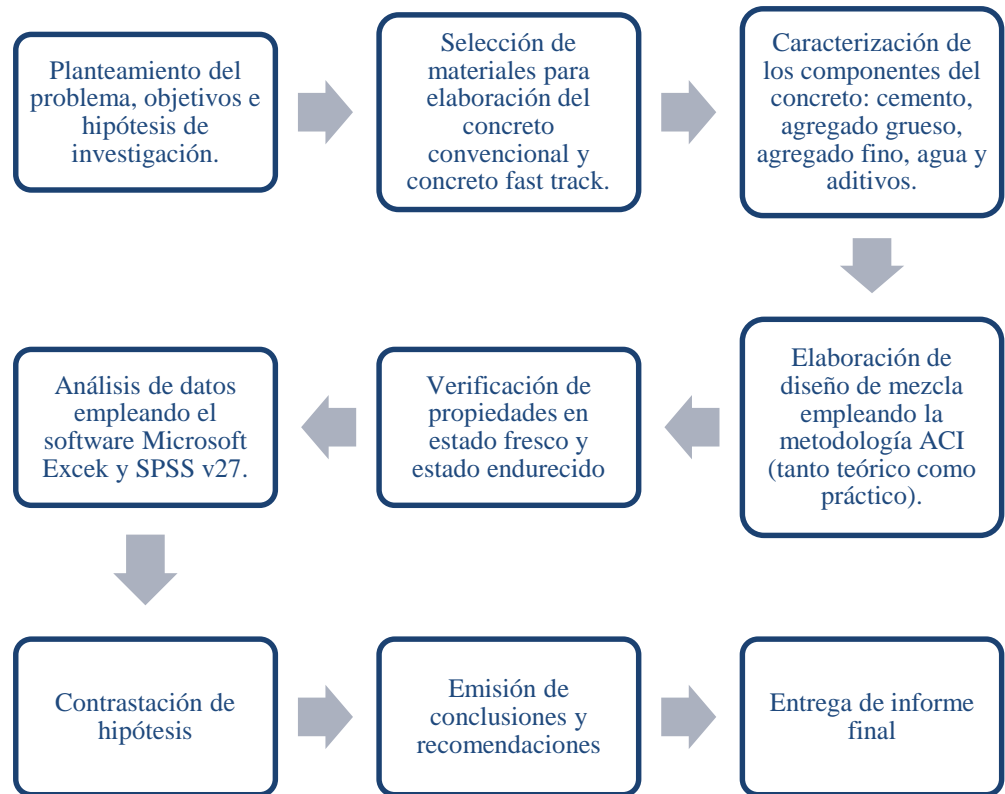 Planteamiento del
problema, objetivos e
hipótesis de
investigación.
Selección de
materiales para
elaboración del
concreto
convencional y
concreto fast track.
Caracterización de
los componentes del
concreto: cemento,
agregado grueso,
agregado fino, agua y
aditivos.
Elaboración de
diseño de mezcla
empleando la
metodología ACI
(tanto teórico como
práctico).
Verificación de
propiedades en
estado fresco y
estado endurecido
Análisis de datos
empleando el
software Microsoft
Excek y SPSS v27.
Contrastación de
hipótesis
Emisión de
conclusiones y
recomendaciones
Entrega de informe
final